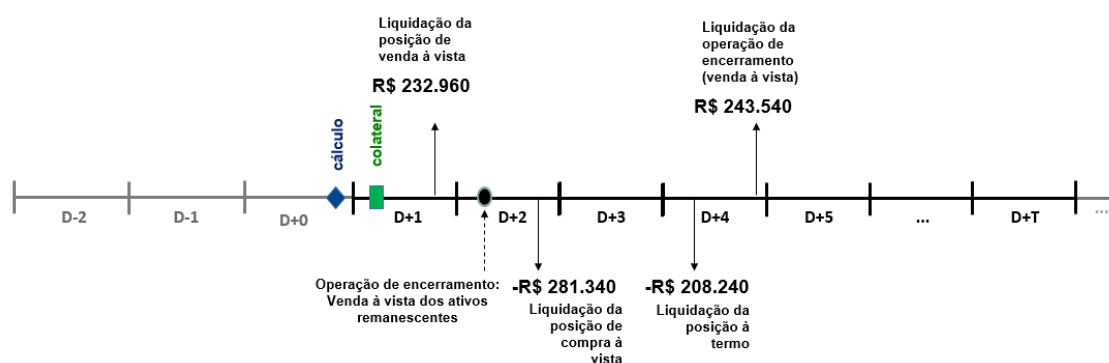 Liquidação da
posição de
venda à vista
R$ 232.960
Liquidação da
operação de
encerramento
(venda à vista)
R$ 243.540
cálculo
colateral
D-2
D-1
D+0
D+1
D+2
D+3
D+4
D+5
...
D+T
...
Operação de encerramento:
Venda à vista dos ativos
remanescentes
-R$ 281.340
Liquidação da
posição de
compra à
vista
-R$ 208.240
Liquidação da
posição à
termo